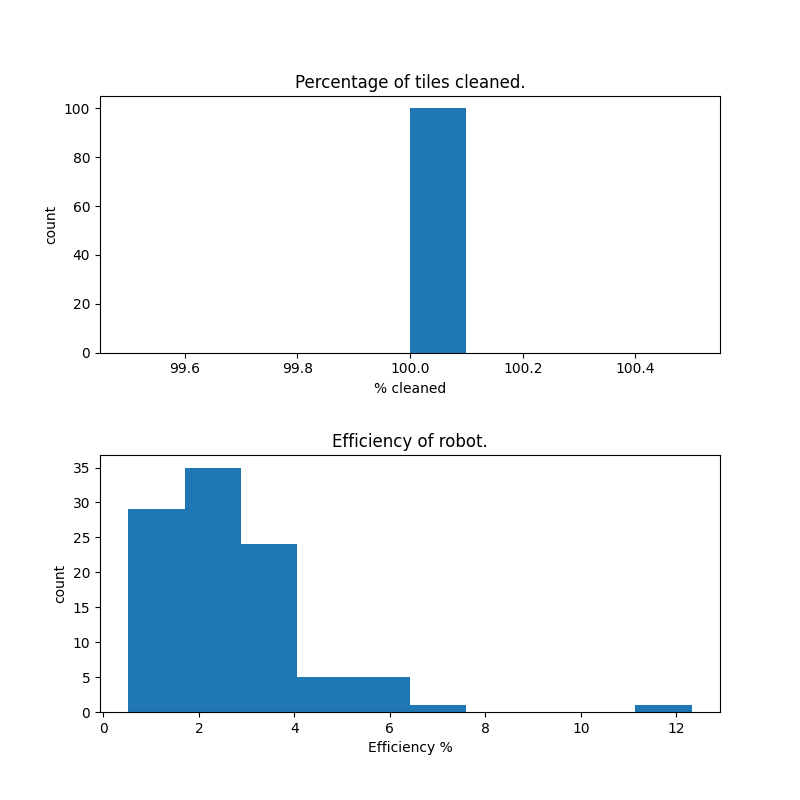 Percentage of tiles cleaned.
100
80
60
40
20
0
count
99.6 99.8 100.0 100.2 100.4
% cleaned
Efficiency of robot.
35
30
25
20
15
10
5
0
count
0 2 4 6 8 10 12
Efficiency %